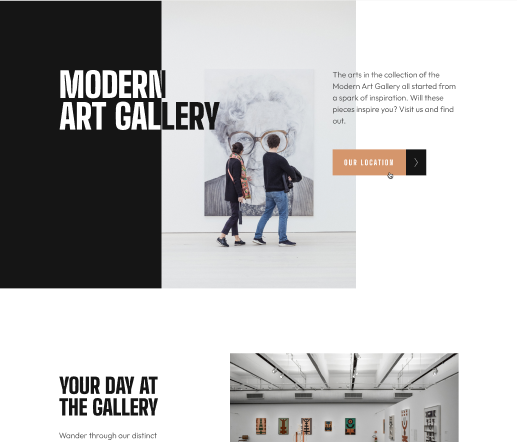 MODERN
ART GALLERY
The arts in the collection of the
Modern Art Gallery all started from
a spark of inspiration. Will these
pieces inspire you? Visit us and find
out.
OUR LOCATION
YOUR DAY AT
THE GALLERY
Wander through our distinct